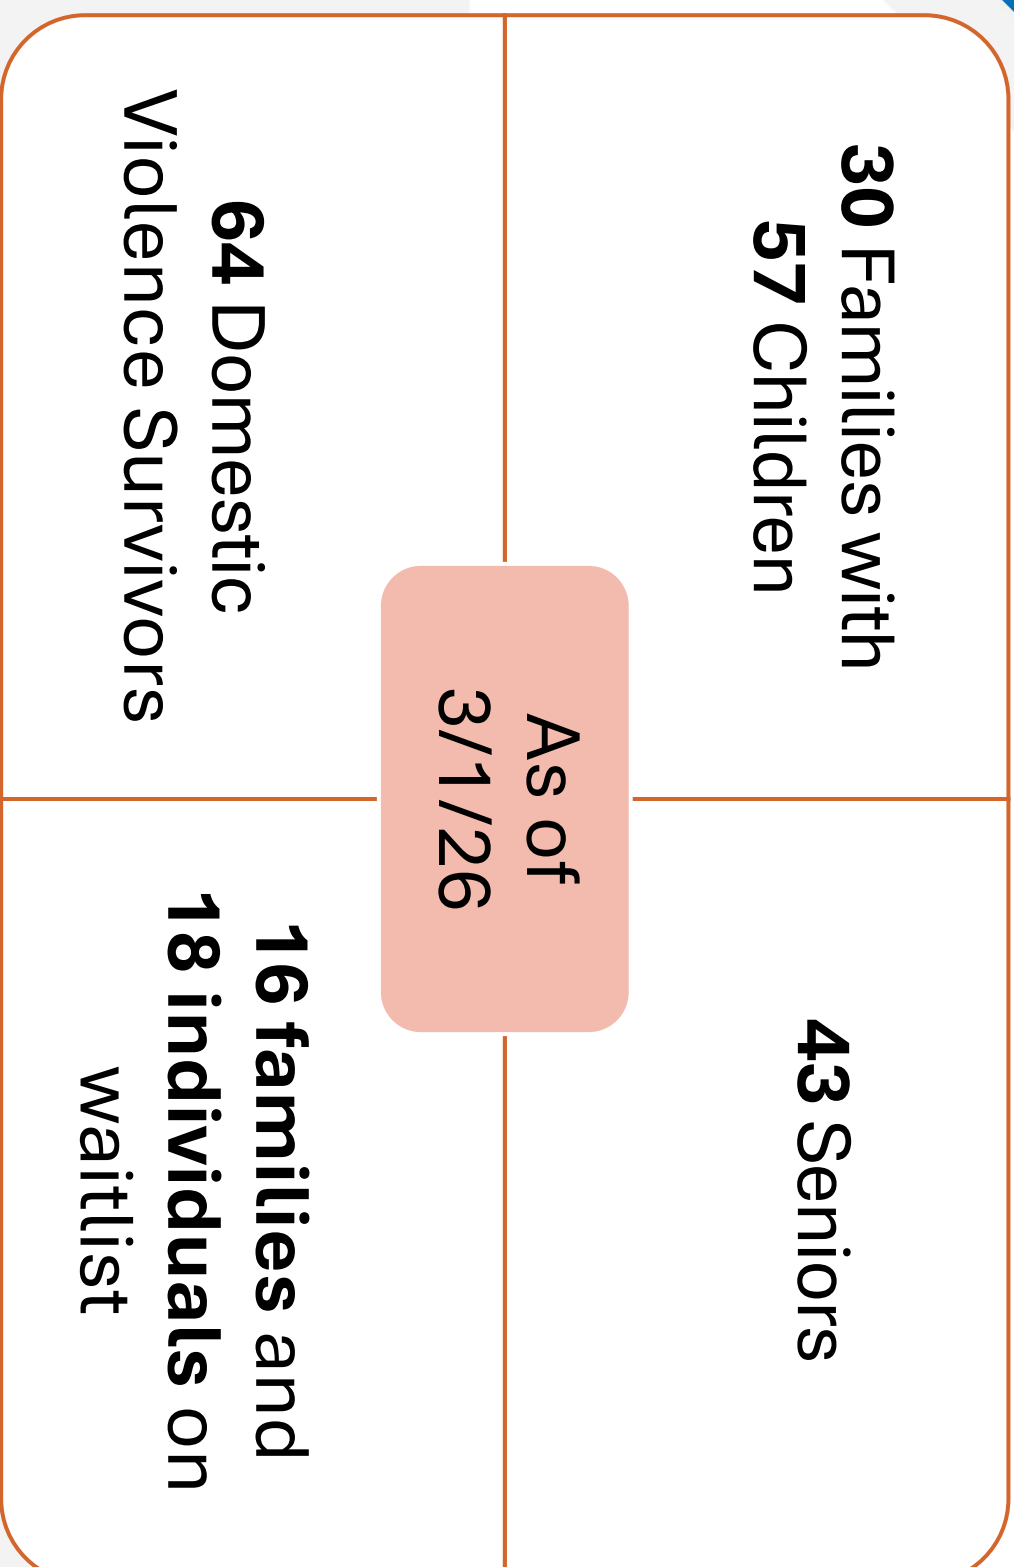 30 Families with
57 Children
43 Seniors
As of
3/1/26
64 Domestic
Violence Survivors
16 families and
18 individuals on
waitlist